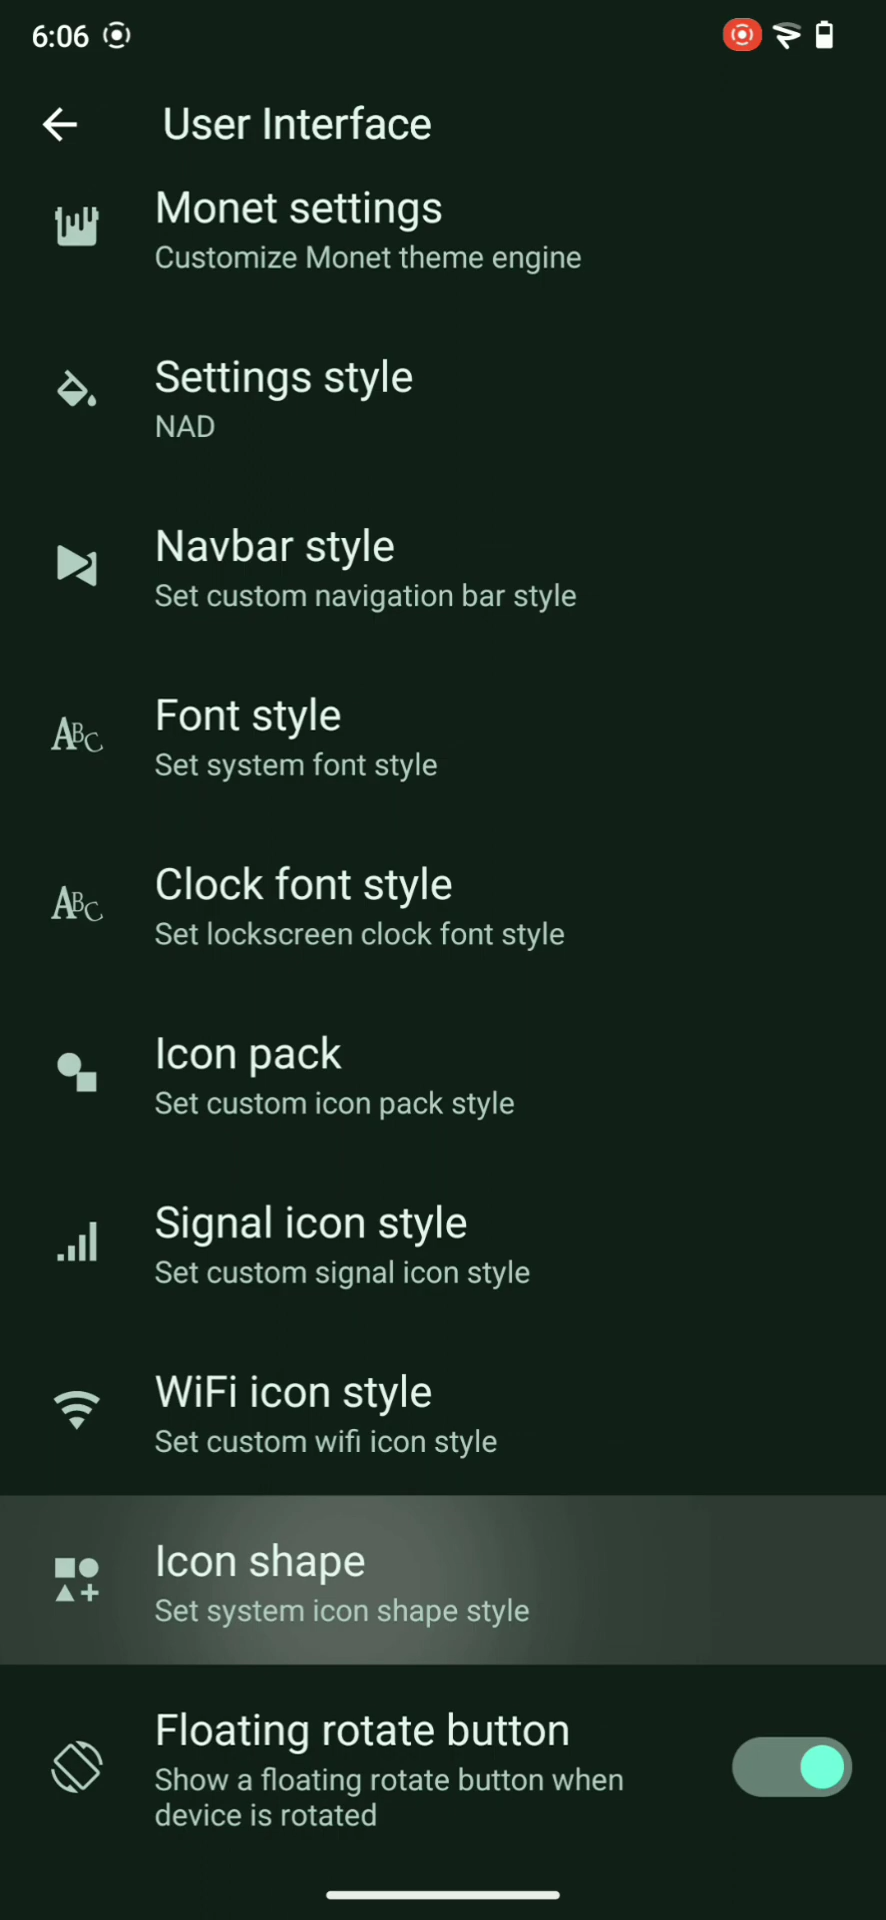 6:06
User Interface
Monet settings
Customize Monet theme engine
Settings style
NAD
Navbar style
Set custom navigation bar style
ABC
Font style
Set system font style
ABC
Clock font style
Set lockscreen clock font style
Icon pack
Set custom icon pack style
Signal icon style
Set custom signal icon style
WiFi icon style
Set custom wifi icon style
Icon shape
Set system icon shape style
Floating rotate button
Show a floating rotate button when
device is rotated